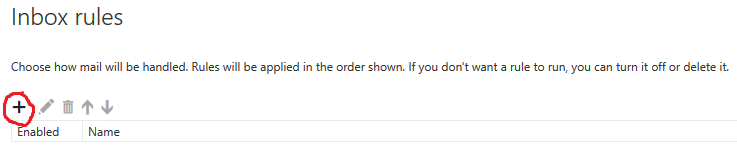 Inbox rules
Choose how mail will be handled. Rules will be applied in the order shown. If you don't want a rule to run, you can turn it off or delete it.
Enabled Name